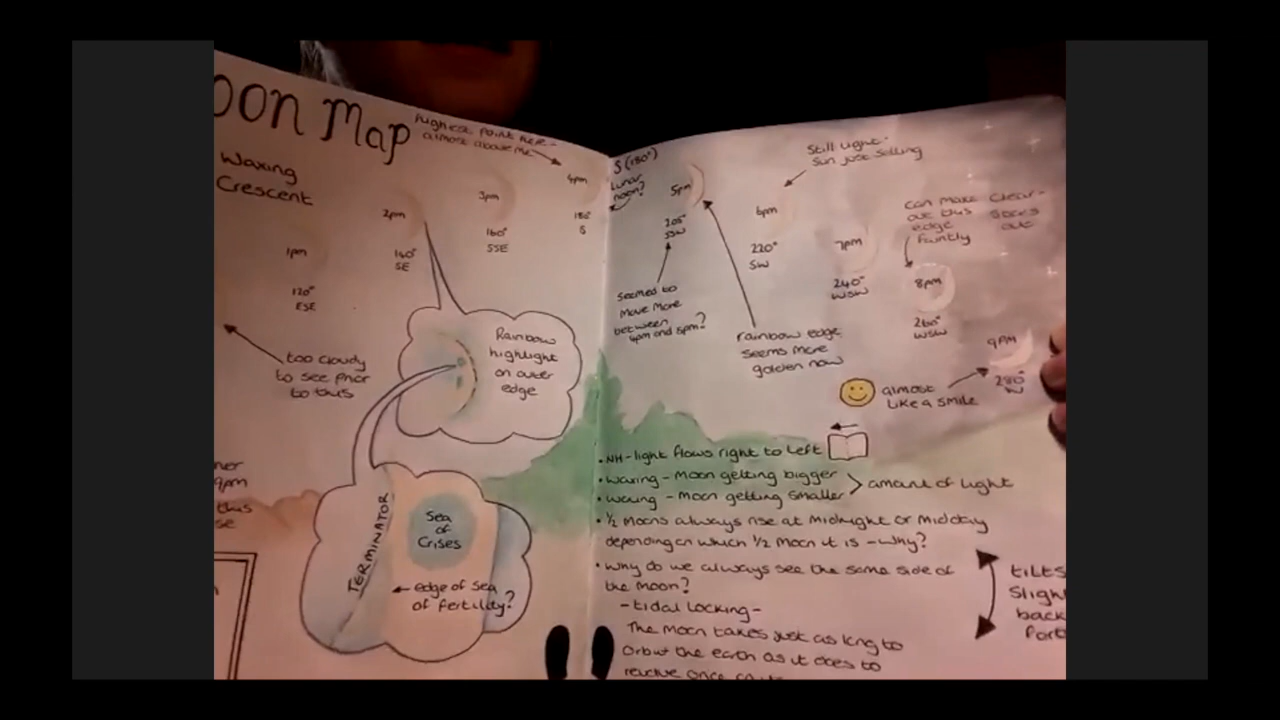 oon Map
highest point here -
almost above me
Waxing
Crescent
1pm
120°
ESE
2pm
140°
SE
3pm
160°
SSE
4pm
180°
S
too cloudy
to see prior
to this
Rainbow
highlight
on outer
edge
TERMINATOR
Sea
of
Crises
← edge of Sea
of fertility?
ner
9pm
this
se
S (180°)
Lunar
noon?
5pm
205°
SSW
6pm
220°
SW
7pm
240°
WSW
8pm
260°
WSW
9PM
280°
W
Still light -
Sun just setting
can make clear -
out this
edge
faintly
out
seemed to
move more
between
4pm and 5pm?
rainbow edge
seems more
golden now
almost
like a smile
• NH - light flows right to left
• waxing - moon getting bigger
• waning - moon getting smaller
> amount of light
• ½ moons always rise at midnight or midday
depending on which ½ moon it is - why?
• why do we always see the same side of
the moon?
- tidal locking -
The moon takes just as long to
orbit the earth as it does to
once
tilts
sligh
back